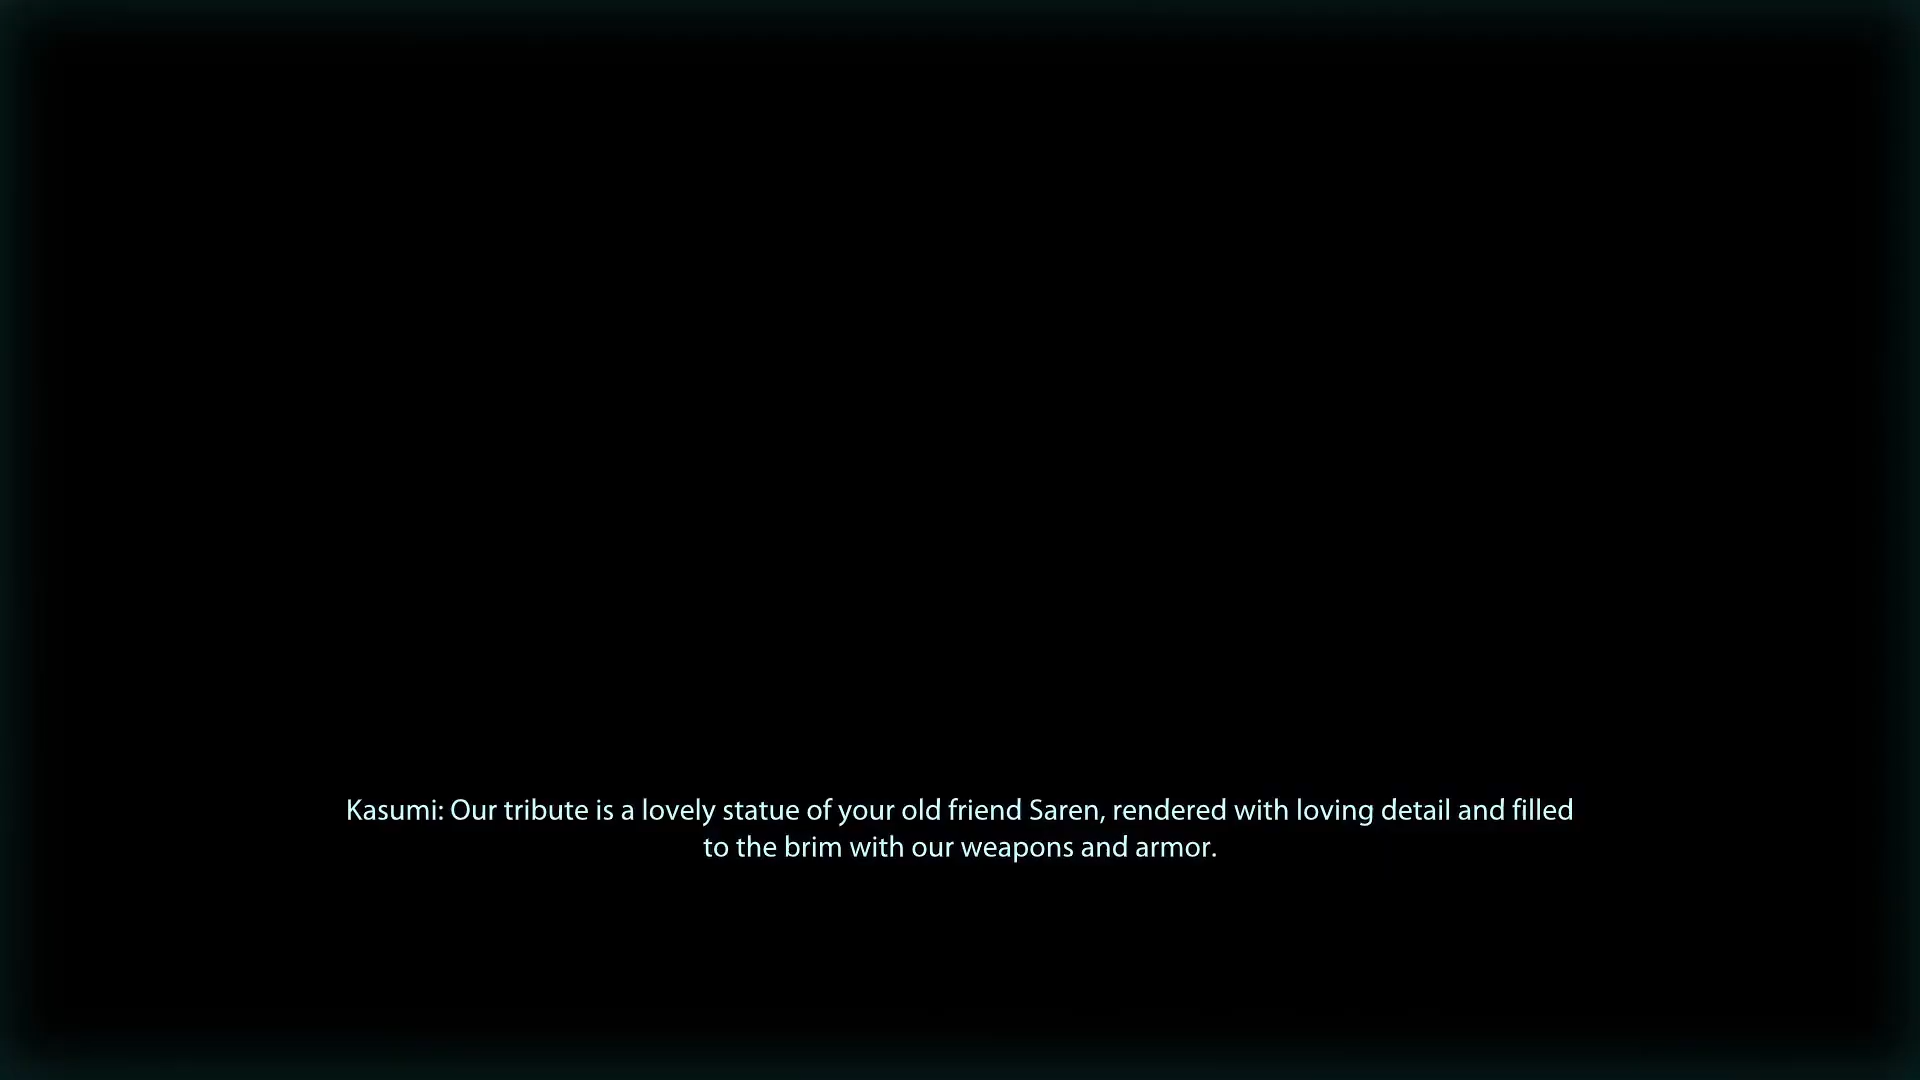 Kasumi: Our tribute is a lovely statue of your old friend Saren, rendered with loving detail and filled
to the brim with our weapons and armor.